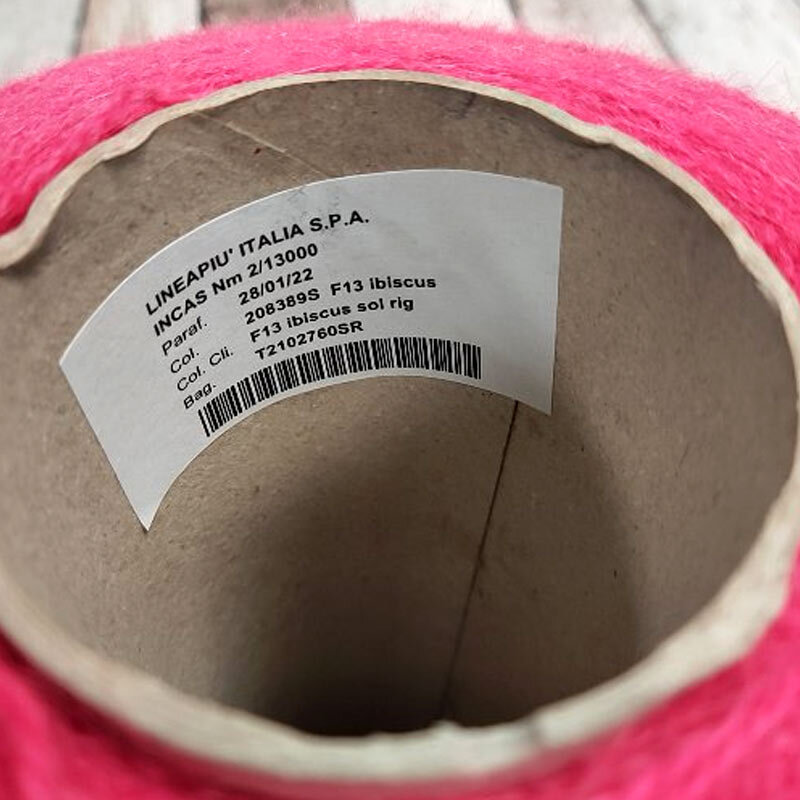 LINEAPIU' ITALIA S.P.A.
INCAS Nm 2/13000
Paraf. 28/01/22
Col. 208389S F13 ibiscus
Col. Cli. F13 ibiscus sol rig
Bag. T2102760SR